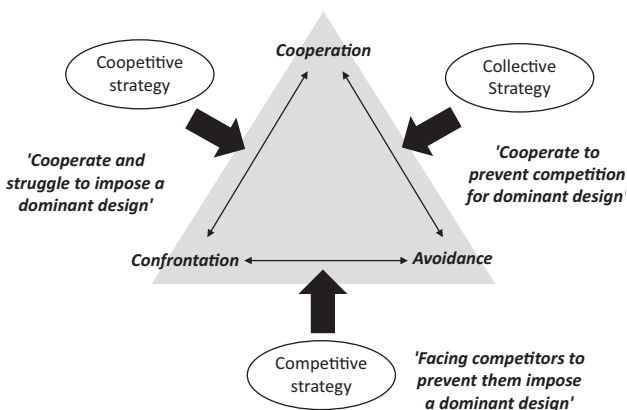 Cooperation
Coopetitive
strategy
Collective
Strategy
'Cooperate and
struggle to impose a
dominant design'
'Cooperate to
prevent competition
for dominant design'
Confrontation
Avoidance
Competitive
strategy
'Facing competitors to
prevent them impose
a dominant design'